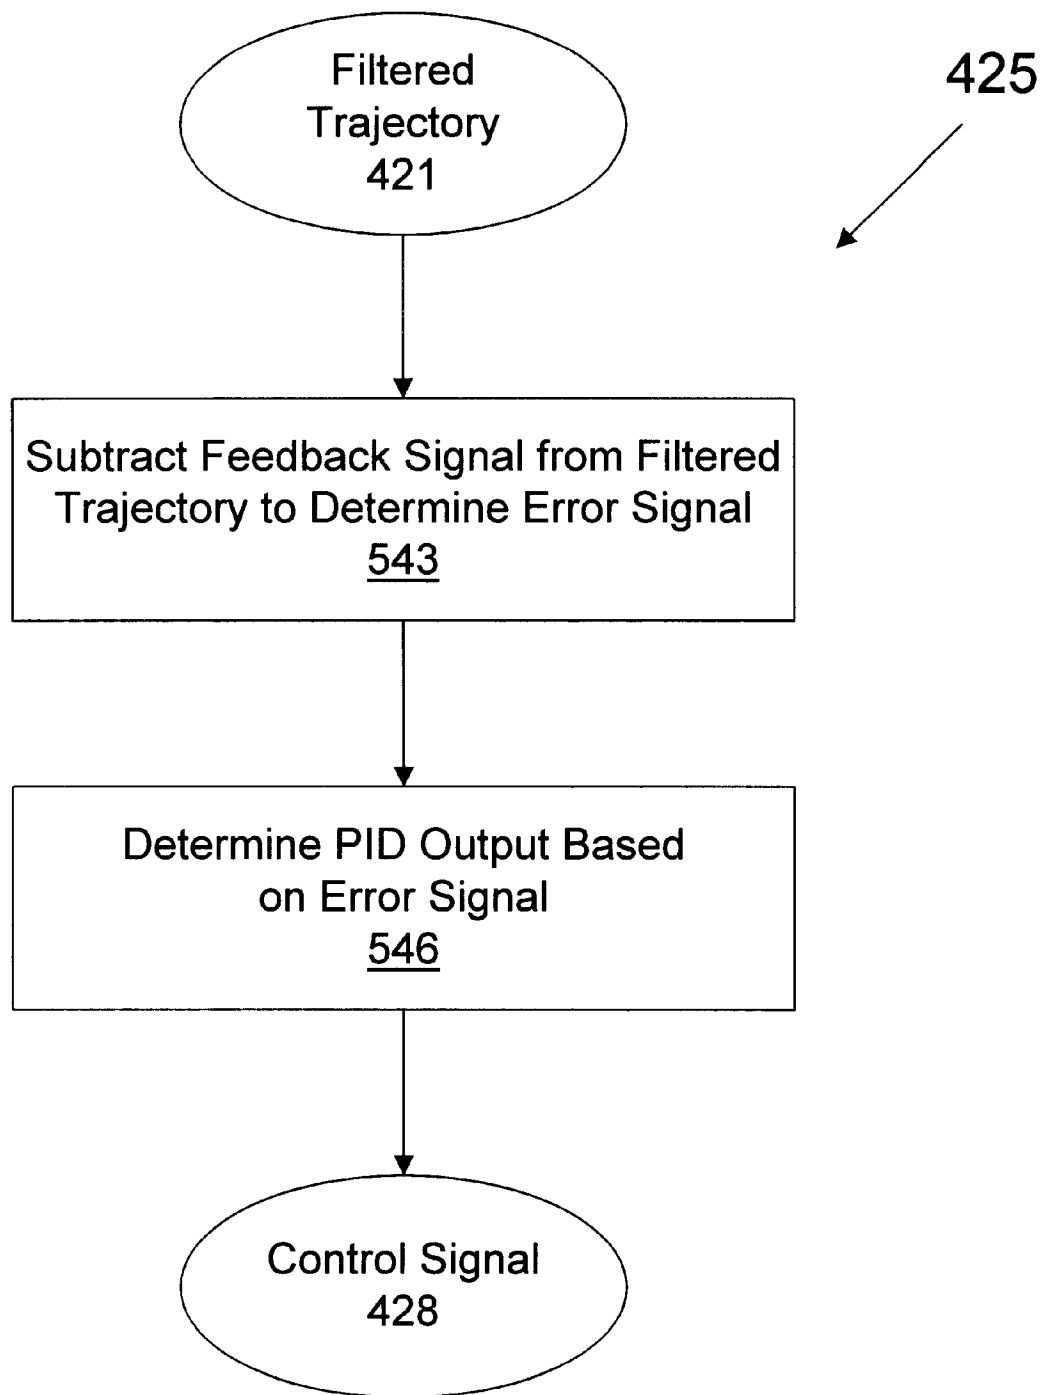 Filtered
Trajectory
421
425
Subtract Feedback Signal from Filtered
Trajectory to Determine Error Signal
543
Determine PID Output Based
on Error Signal
546
Control Signal
428